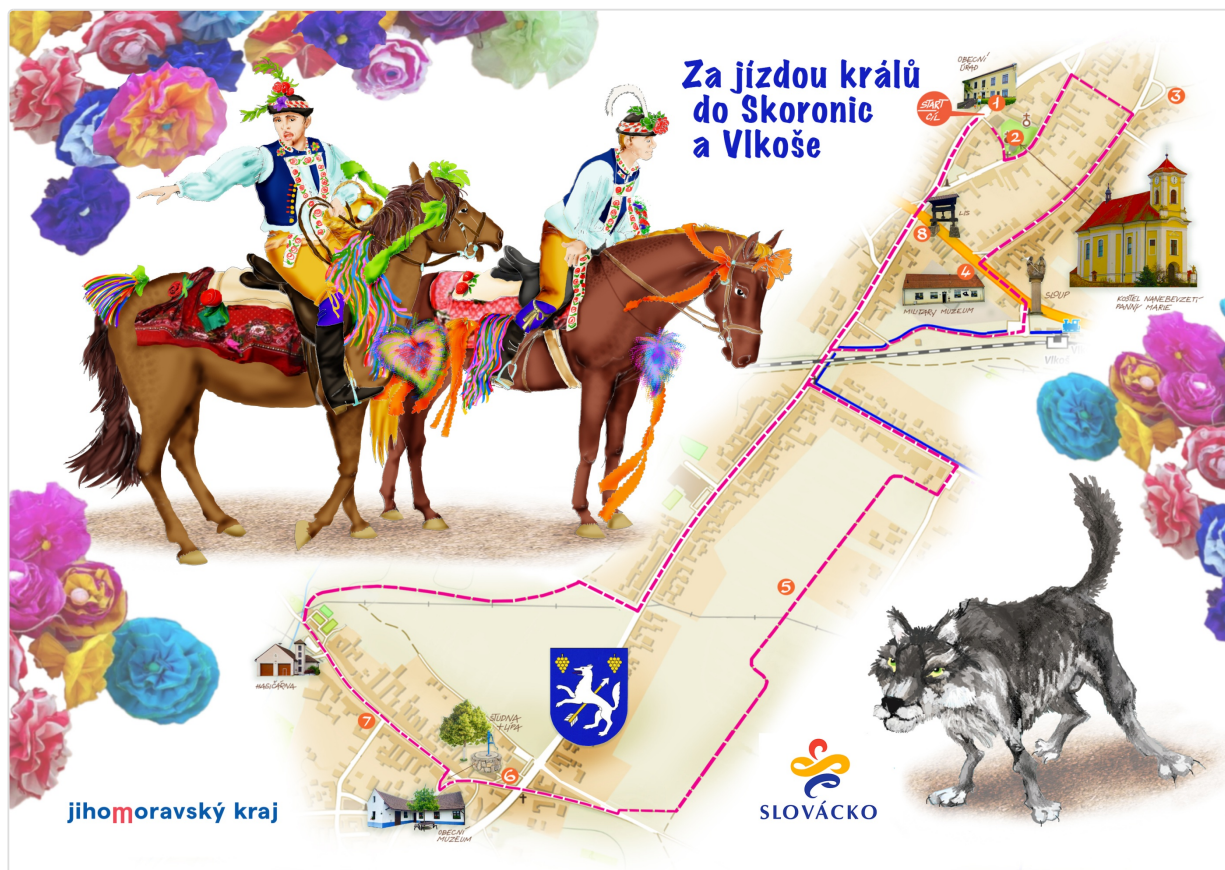 Za jízdou králů
do Skoronic
a Vlkoše
OBECNÍ
ÚŘAD
START
CÍL
1
2
3
LIS
8
4
MILITARY MUZEUM
SLOUP
KOSTEL NANEBEVZETÍ
PANNY MARIE
Vlkoš
5
HASIČÁRNA
7
STUDNA
+ LÍPA
6
OBECNÍ
MUZEUM
jihomoravský kraj
SLOVÁCKO